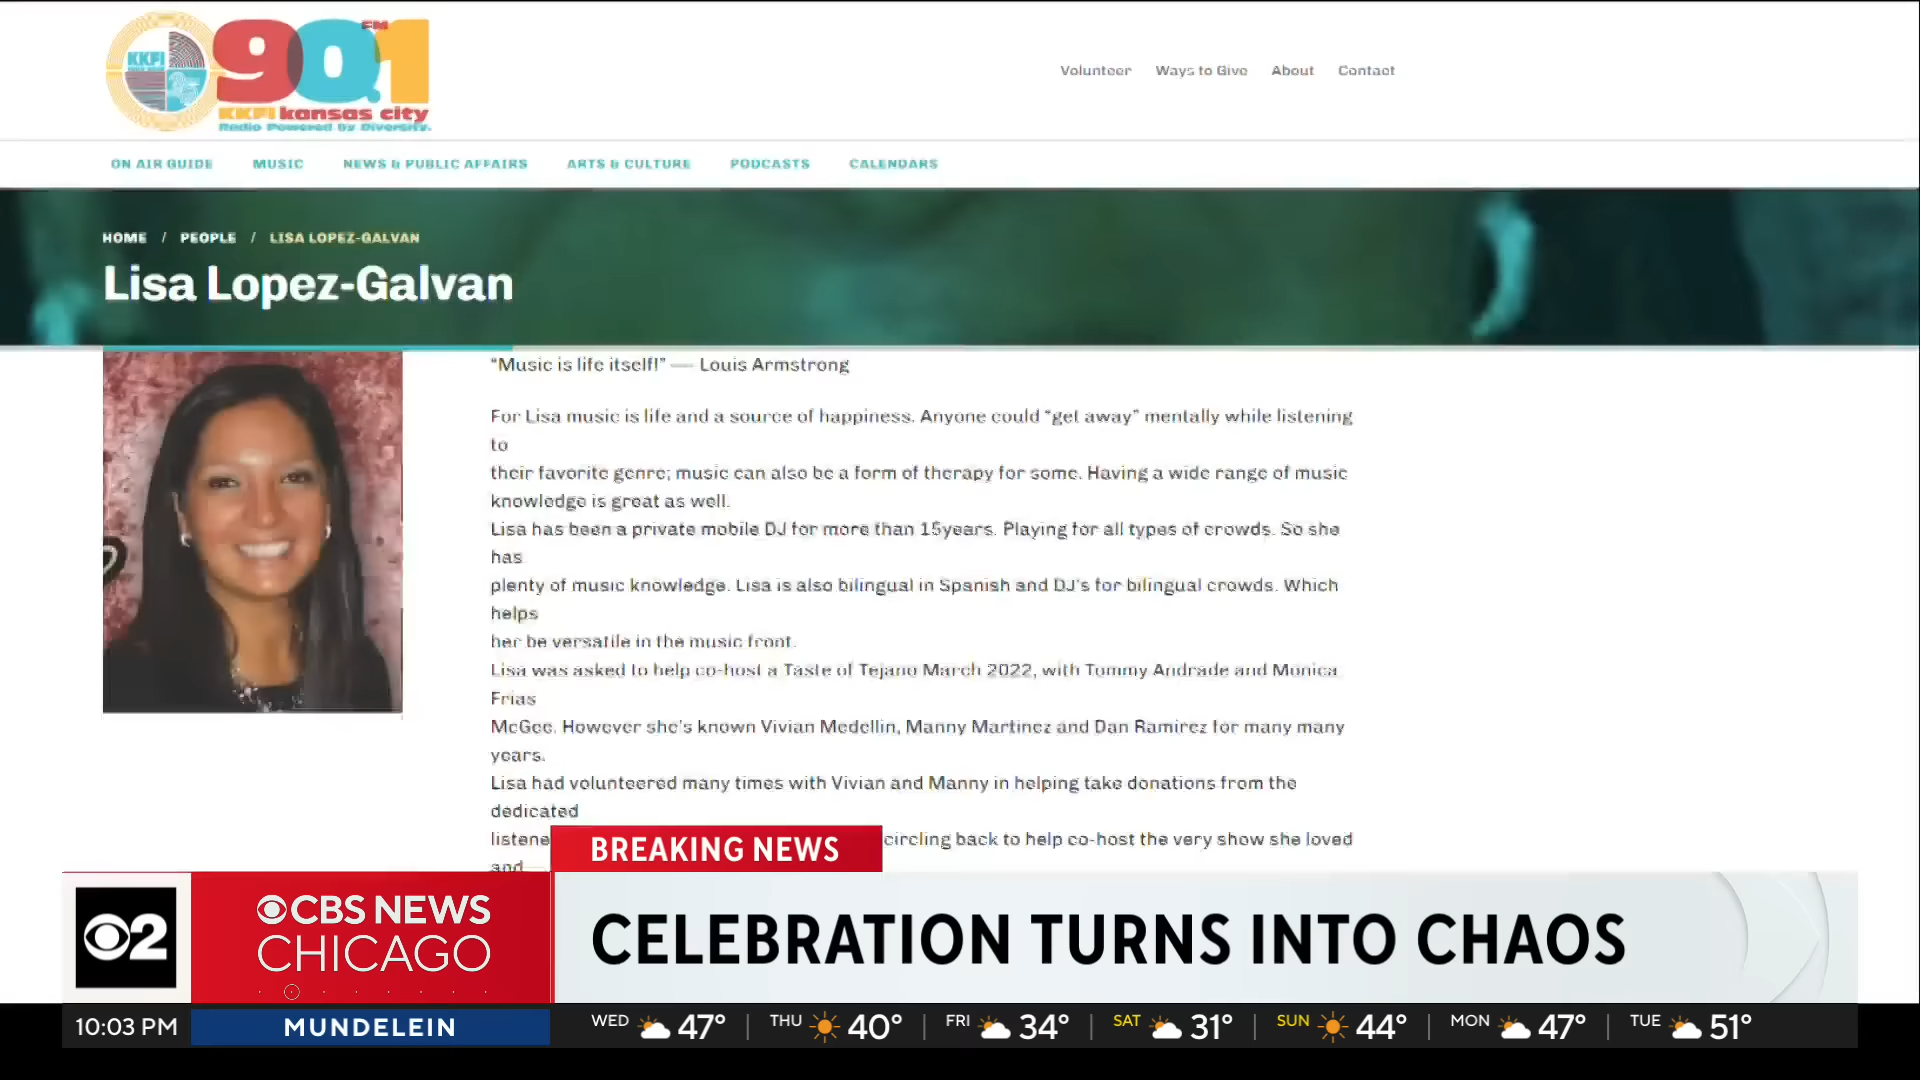 KKFI
90.1
FM
KKFI kansas city
Radio Powered by Diversity.
Volunteer Ways to Give About Contact
ON AIR GUIDE MUSIC NEWS & PUBLIC AFFAIRS ARTS & CULTURE PODCASTS CALENDARS
HOME / PEOPLE / LISA LOPEZ-GALVAN
Lisa Lopez-Galvan
“Music is life itself!” — Louis Armstrong
For Lisa music is life and a source of happiness. Anyone could “get away” mentally while listening
to
their favorite genre; music can also be a form of therapy for some. Having a wide range of music
knowledge is great as well.
Lisa has been a private mobile DJ for more than 15years. Playing for all types of crowds. So she
has
plenty of music knowledge. Lisa is also bilingual in Spanish and DJ's for bilingual crowds. Which
helps
her be versatile in the music front.
Lisa was asked to help co-host a Taste of Tejano March 2022, with Tommy Andrade and Monica
Frias
McGee. However she's known Vivian Medellin, Manny Martinez and Dan Ramirez for many many
years.
Lisa had volunteered many times with Vivian and Manny in helping take donations from the
dedicated
listene circling back to help co-host the very show she loved
and
BREAKING NEWS
2
CBS NEWS
CHICAGO
CELEBRATION TURNS INTO CHAOS
10:03 PM MUNDELEIN WED 47° THU 40° FRI 34° SAT 31° SUN 44° MON 47° TUE 51°